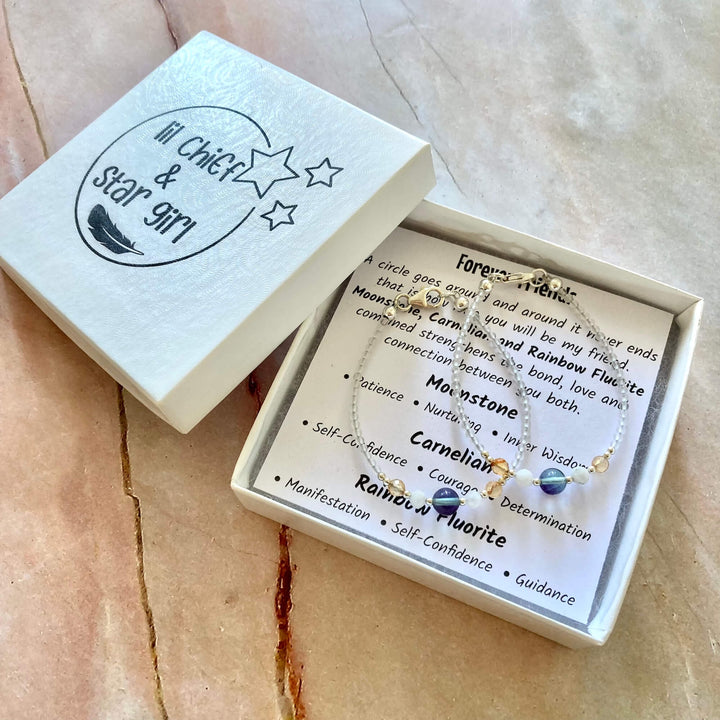 lil Chief
&
Star Girl
Forever Friends
A circle goes around and around it never ends
that is how you will be my friend.
Moonstone, Carnelian and Rainbow Fluorite
combined strengthens the bond, love and
connection between you both.
Moonstone
• Patience • Nurturing • Inner Wisdom
Carnelian
• Self-Confidence • Courage • Determination
Rainbow Fluorite
• Manifestation • Self-Confidence • Guidance